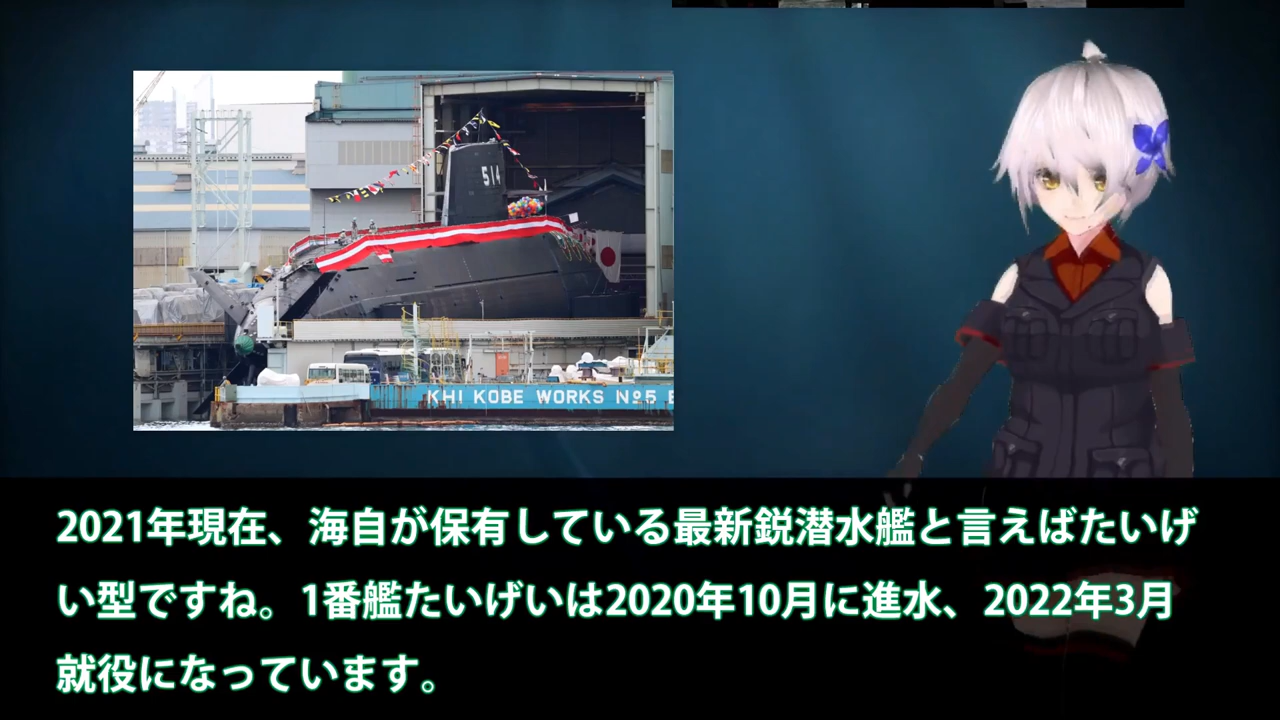 514
KHI KOBE WORKS Nº5
2021年現在、海自が保有している最新鋭潜水艦と言えばたいげ
い型ですね。1番艦たいげいは2020年10月に進水、2022年3月
就役になっています。